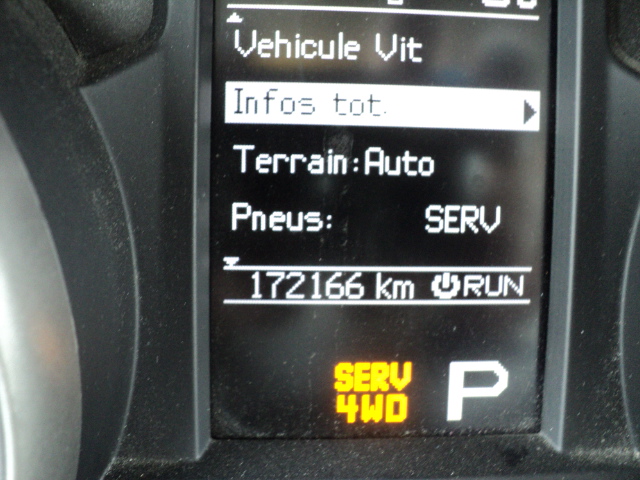 Vehicule Vit
Infos tot.
Terrain:Auto
Pneus: SERV
172166 km RUN
SERV
4WD P